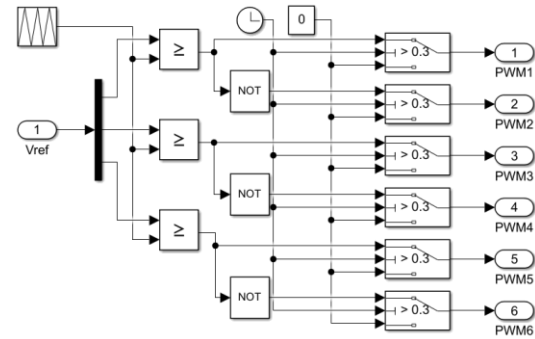 0
≥
> 0.3
1
PWM1
NOT
> 0.3
2
PWM2
1
Vref
≥
> 0.3
3
PWM3
NOT
> 0.3
4
PWM4
≥
> 0.3
5
PWM5
NOT
> 0.3
6
PWM6